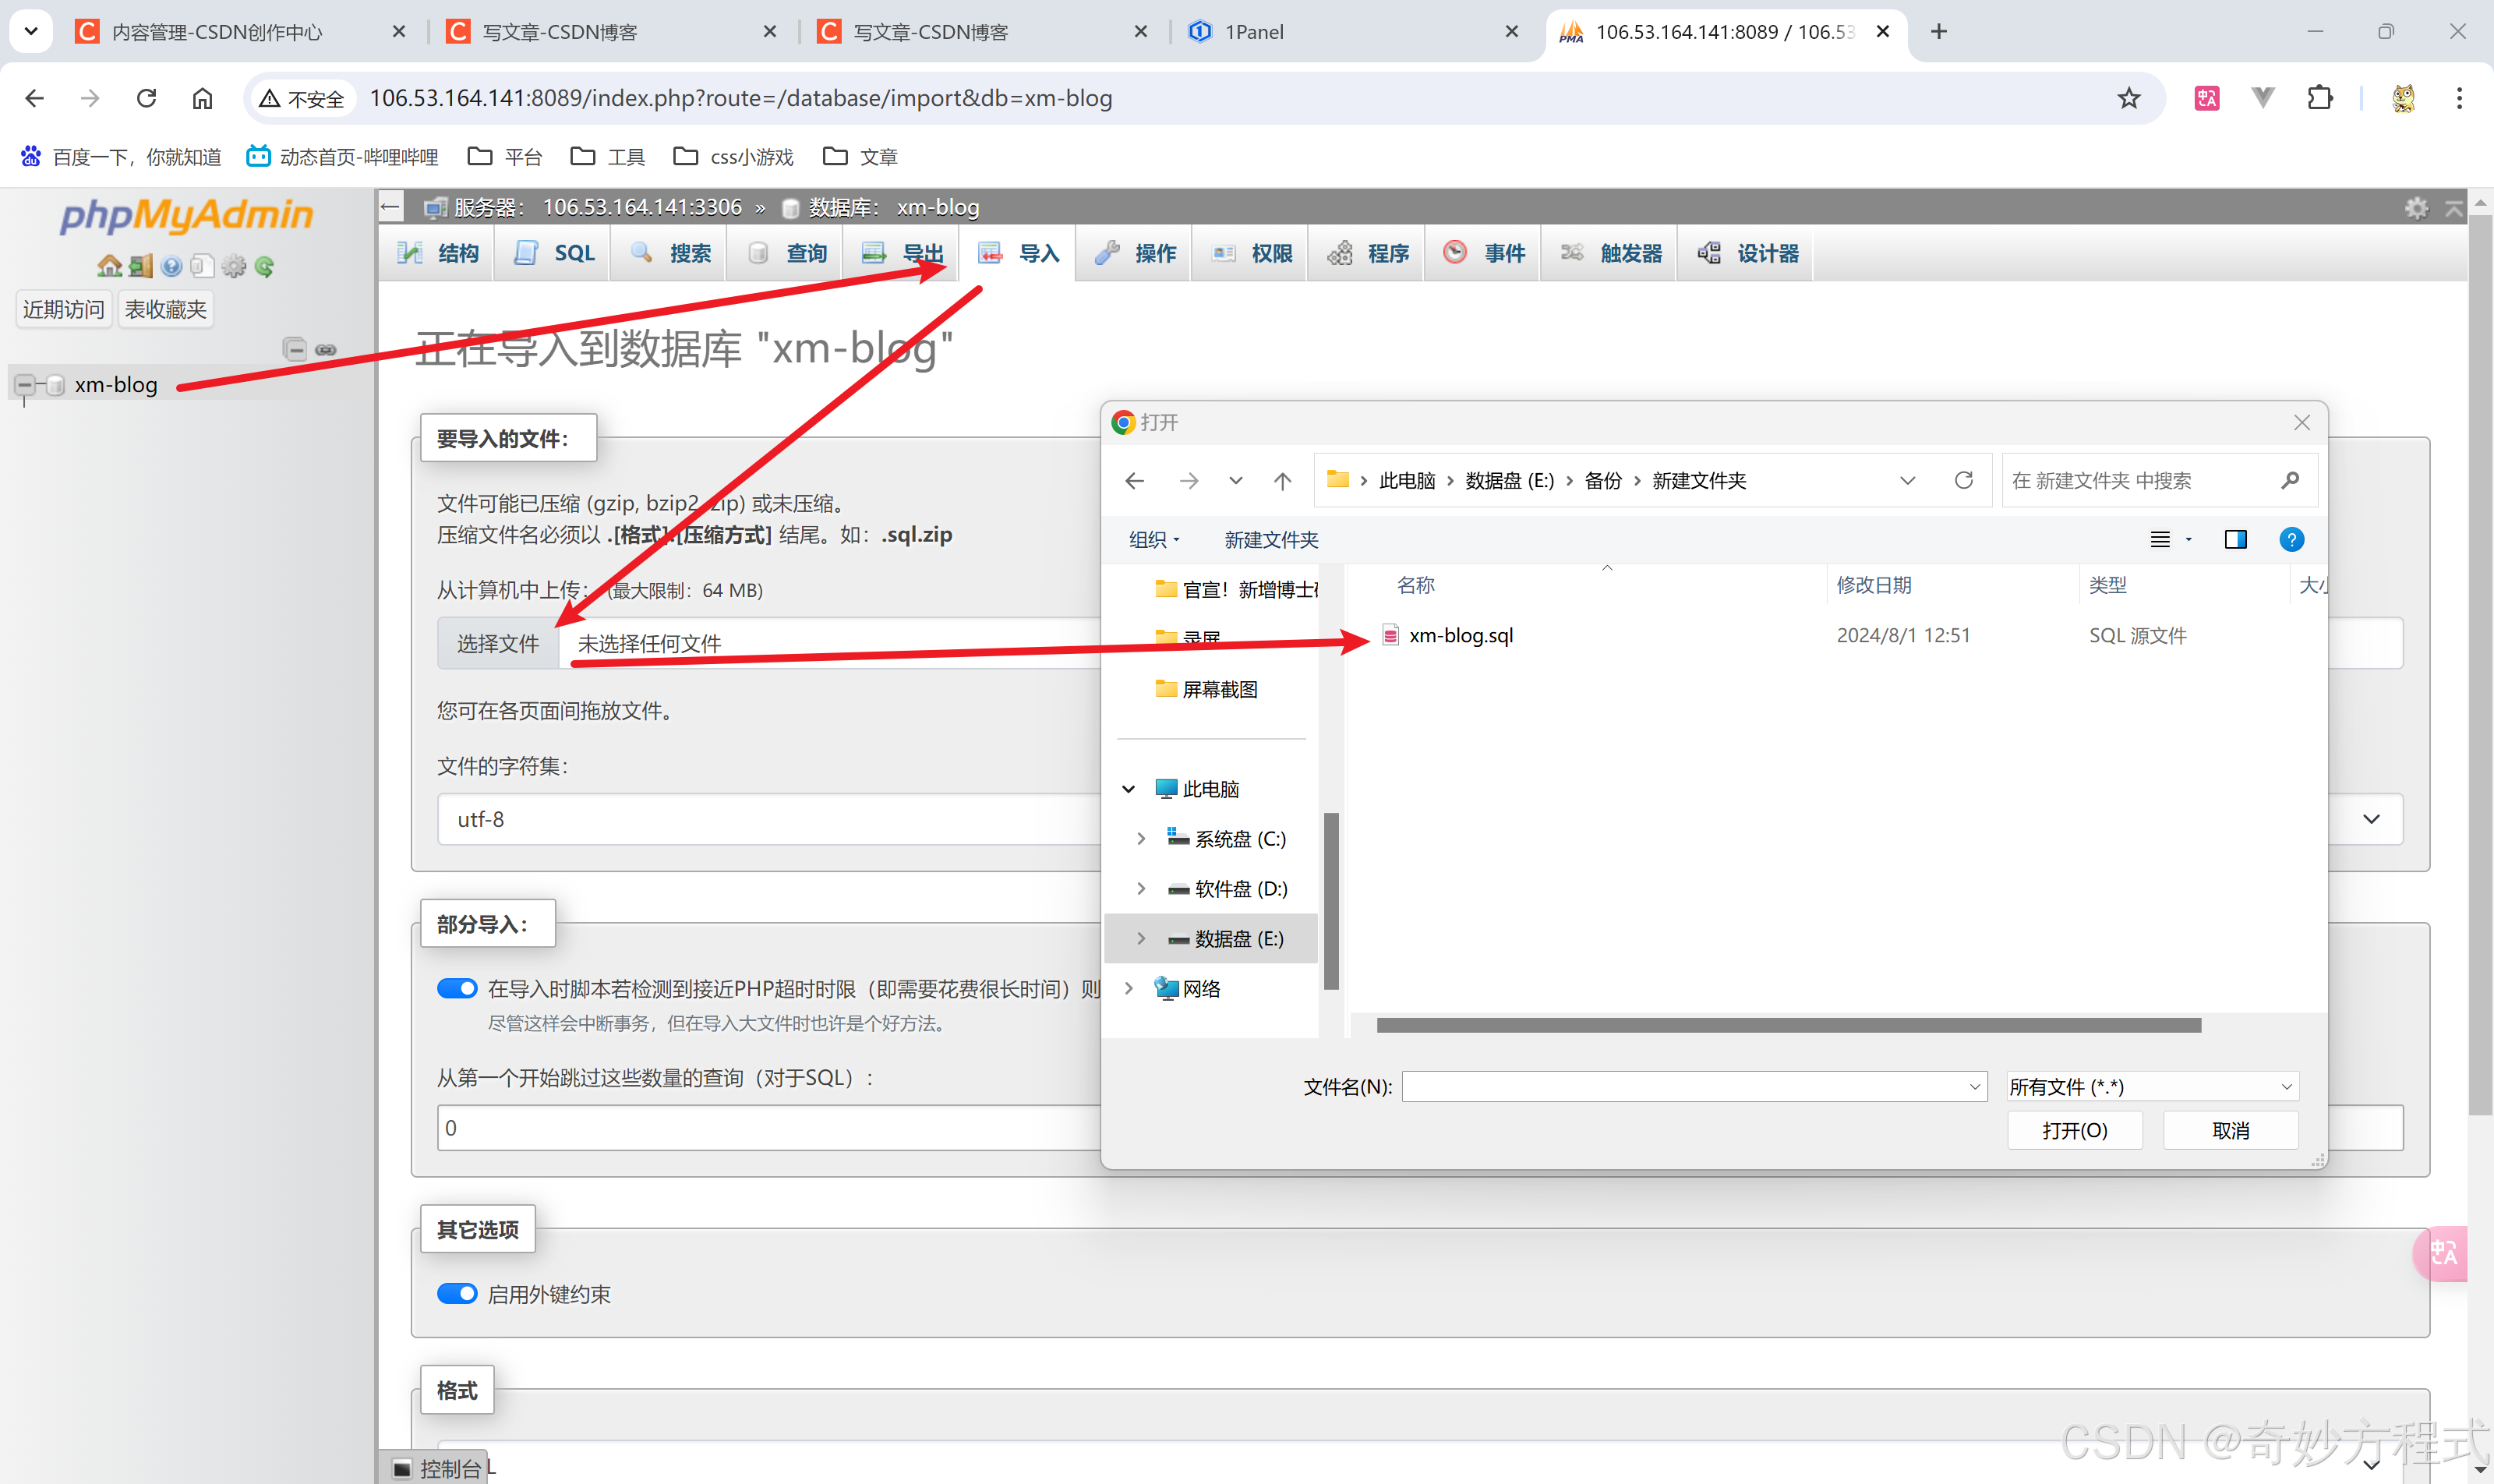 内容管理-CSDN创作中心
写文章-CSDN博客
写文章-CSDN博客
1Panel
106.53.164.141:8089 / 106.53
不安全
106.53.164.141:8089/index.php?route=/database/import&db=xm-blog
百度一下，你就知道
动态首页-哔哩哔哩
平台
工具
css小游戏
文章
phpMyAdmin
近期访问
表收藏夹
xm-blog
服务器： 106.53.164.141:3306 » 数据库： xm-blog
结构
SQL
搜索
查询
导出
导入
操作
权限
程序
事件
触发器
设计器
正在导入到数据库 "xm-blog"
要导入的文件：
文件可能已压缩 (gzip, bzip2, zip) 或未压缩。
压缩文件名必须以 .[格式].[压缩方式] 结尾。如：.sql.zip
从计算机中上传： (最大限制：64 MB)
选择文件
未选择任何文件
您可在各页面间拖放文件。
文件的字符集：
utf-8
部分导入：
在导入时脚本若检测到接近PHP超时时限（即需要花费很长时间）则
尽管这样会中断事务，但在导入大文件时也许是个好方法。
从第一个开始跳过这些数量的查询（对于SQL）：
0
其它选项
启用外键约束
格式
控制台
L
打开
此电脑 › 数据盘 (E:) › 备份 › 新建文件夹
在 新建文件夹 中搜索
组织
新建文件夹
官宣！新增博士
录屏
屏幕截图
此电脑
系统盘 (C:)
软件盘 (D:)
数据盘 (E:)
网络
名称
修改日期
类型
大小
xm-blog.sql
2024/8/1 12:51
SQL 源文件
文件名(N):
所有文件 (*.*)
打开(O)
取消
中A
CSDN @奇妙方程式